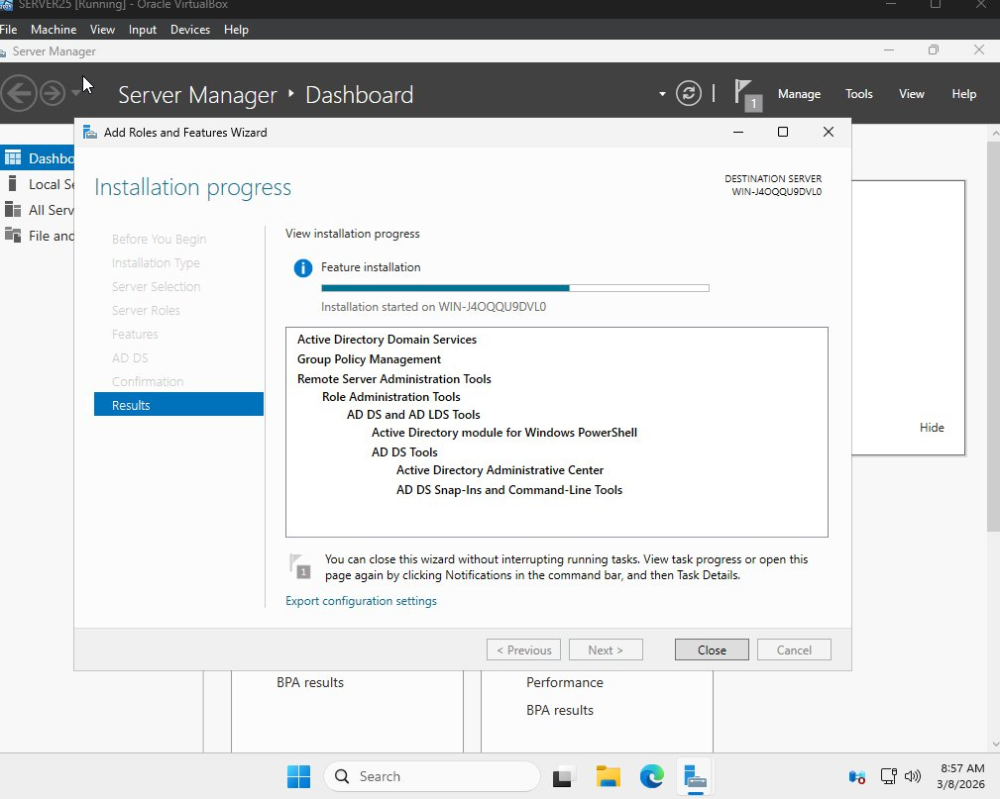 SERVER25 [Running] - Oracle VirtualBox
File Machine View Input Devices Help
Server Manager
Server Manager Dashboard
1 Manage Tools View Help
Add Roles and Features Wizard
Dashbo
Local Se
All Serv
File and
Installation progress
DESTINATION SERVER
WIN-J4OQQU9DVL0
Before You Begin
Installation Type
Server Selection
Server Roles
Features
AD DS
Confirmation
Results
View installation progress
Feature installation
Installation started on WIN-J4OQQU9DVL0
Active Directory Domain Services
Group Policy Management
Remote Server Administration Tools
Role Administration Tools
AD DS and AD LDS Tools
Active Directory module for Windows PowerShell
AD DS Tools
Active Directory Administrative Center
AD DS Snap-Ins and Command-Line Tools
Hide
1
You can close this wizard without interrupting running tasks. View task progress or open this
page again by clicking Notifications in the command bar, and then Task Details.
Export configuration settings
< Previous Next > Close Cancel
BPA results
Performance
BPA results
Search
8:57 AM
3/8/2026